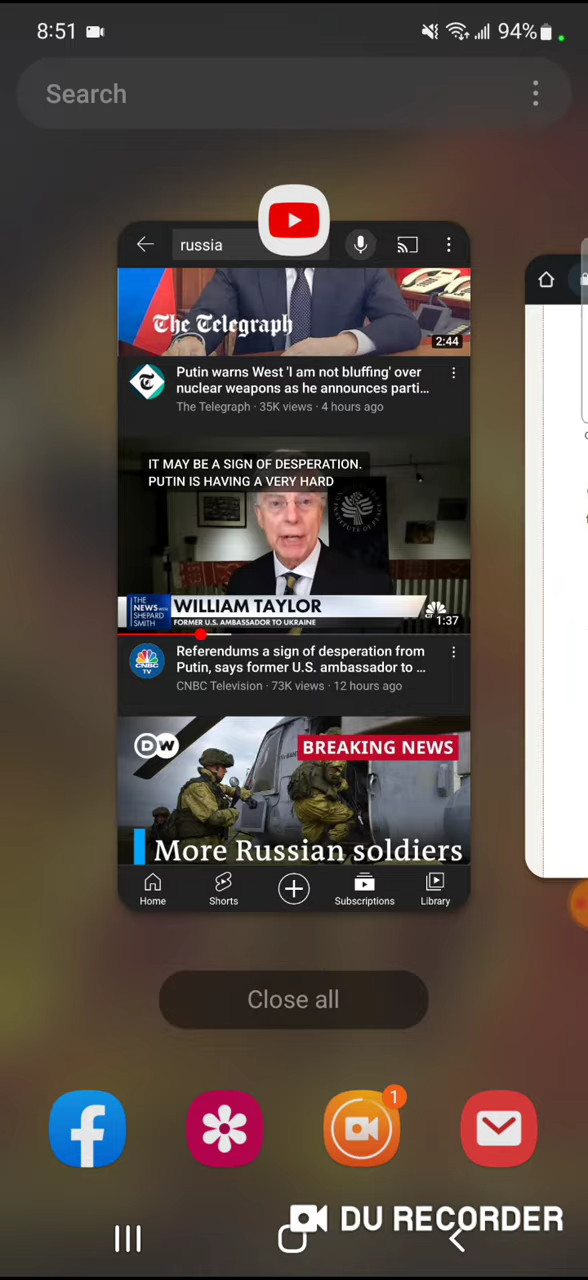 8:51
94%
Search
russia
The Telegraph
2:44
Putin warns West 'I am not bluffing' over
nuclear weapons as he announces parti...
The Telegraph · 35K views · 4 hours ago
IT MAY BE A SIGN OF DESPERATION.
PUTIN IS HAVING A VERY HARD
THE
NEWS WITH
SHEPARD
SMITH
WILLIAM TAYLOR
FORMER U.S. AMBASSADOR TO UKRAINE
1:37
CNBC
TV
Referendums a sign of desperation from
Putin, says former U.S. ambassador to ...
CNBC Television · 73K views · 12 hours ago
DW
BREAKING NEWS
More Russian soldiers
Home
Shorts
Subscriptions
Library
Close all
1
DU RECORDER